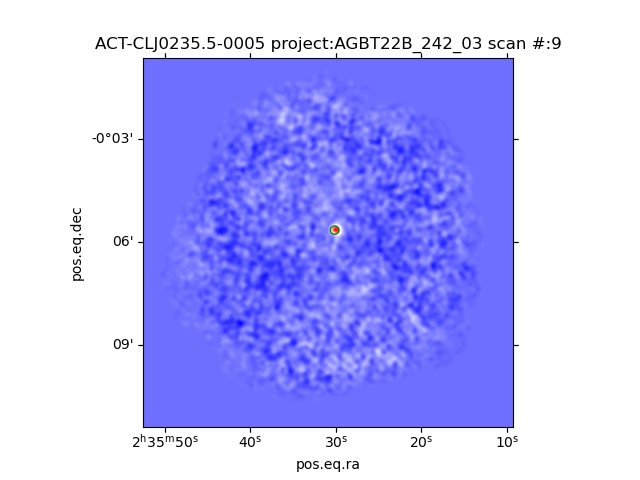 ACT-CLJ0235.5-0005 project:AGBT22B_242_03 scan #:9
-0°03'
06'
09'
pos.eq.dec
2h35m50s 40s 30s 20s 10s
pos.eq.ra